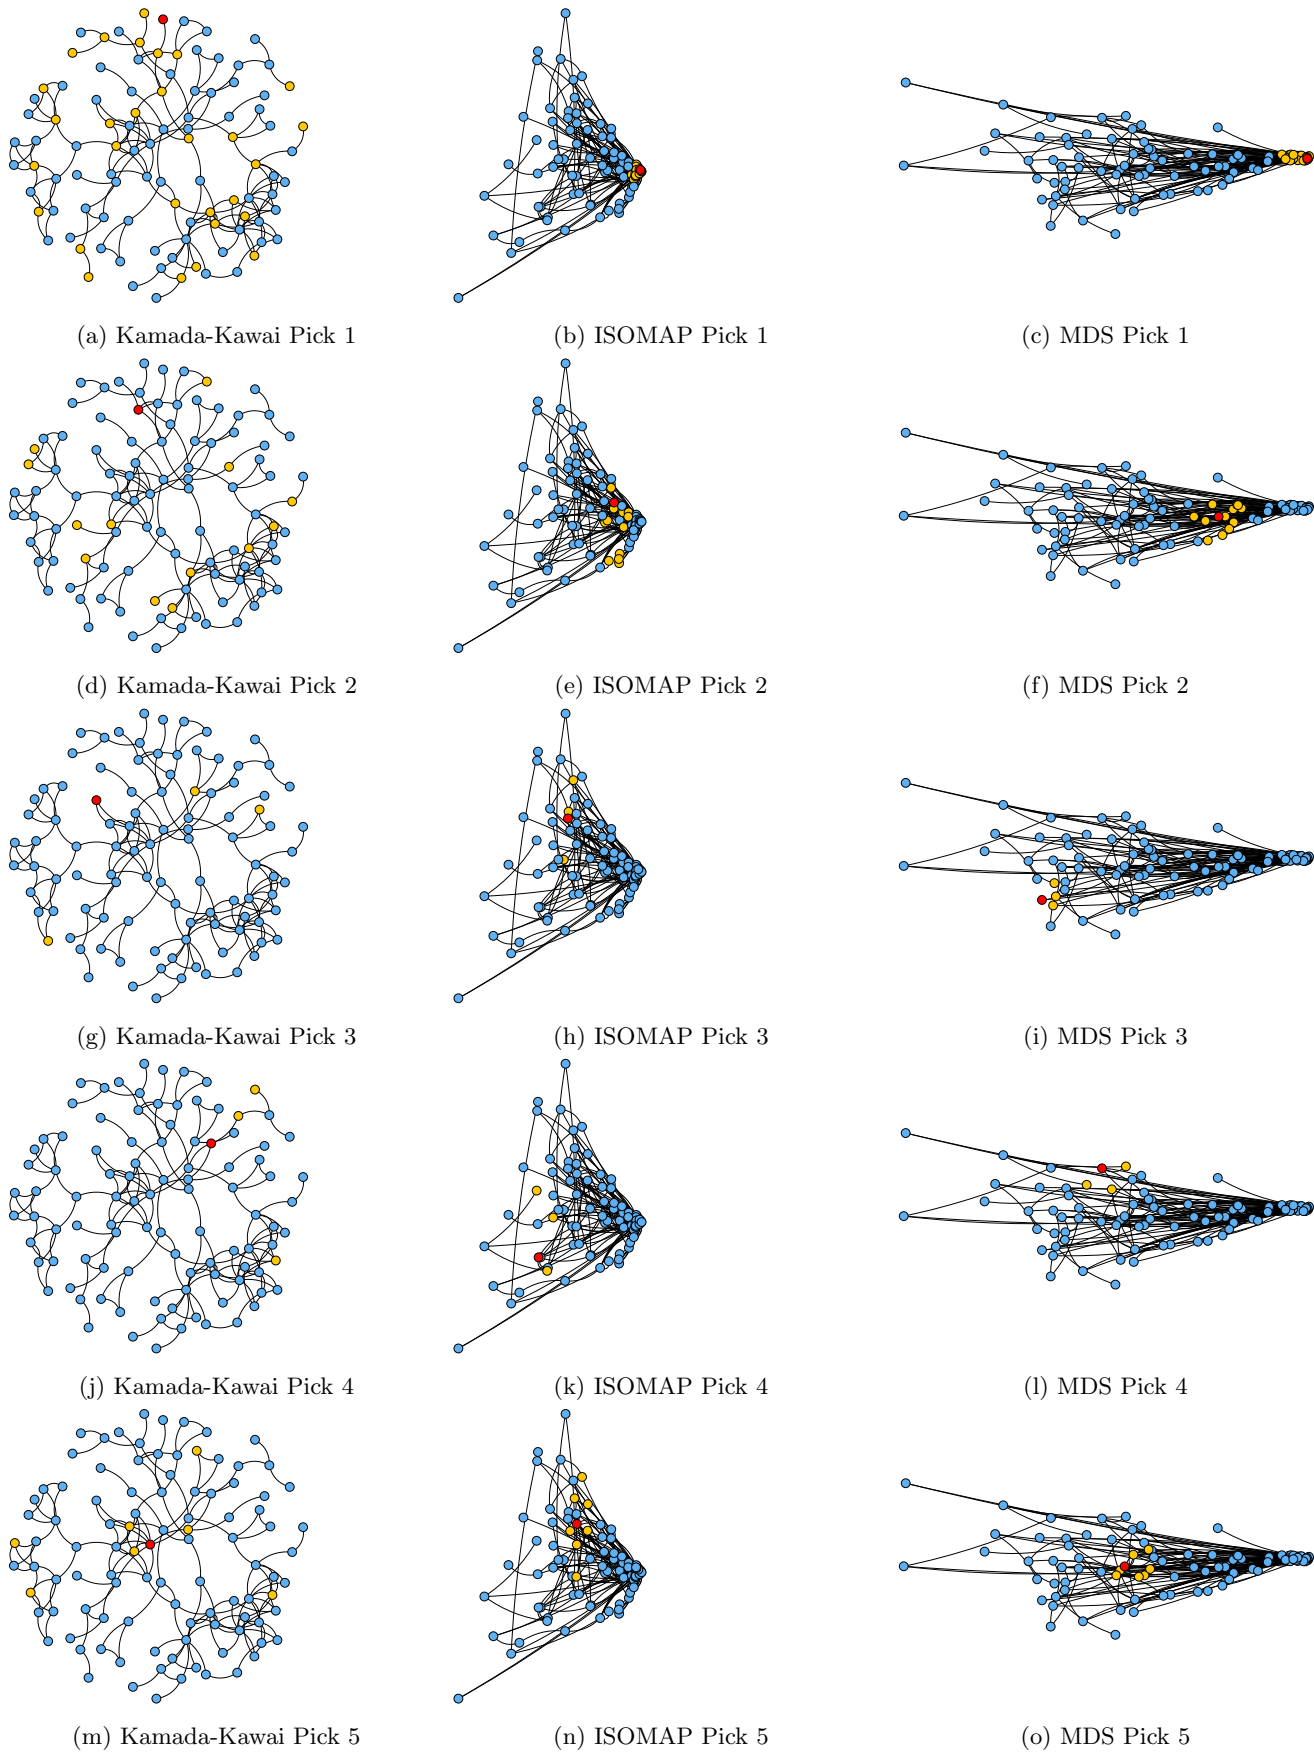 (a) Kamada-Kawai Pick 1
(b) ISOMAP Pick 1
(c) MDS Pick 1
(d) Kamada-Kawai Pick 2
(e) ISOMAP Pick 2
(f) MDS Pick 2
(g) Kamada-Kawai Pick 3
(h) ISOMAP Pick 3
(i) MDS Pick 3
(j) Kamada-Kawai Pick 4
(k) ISOMAP Pick 4
(l) MDS Pick 4
(m) Kamada-Kawai Pick 5
(n) ISOMAP Pick 5
(o) MDS Pick 5